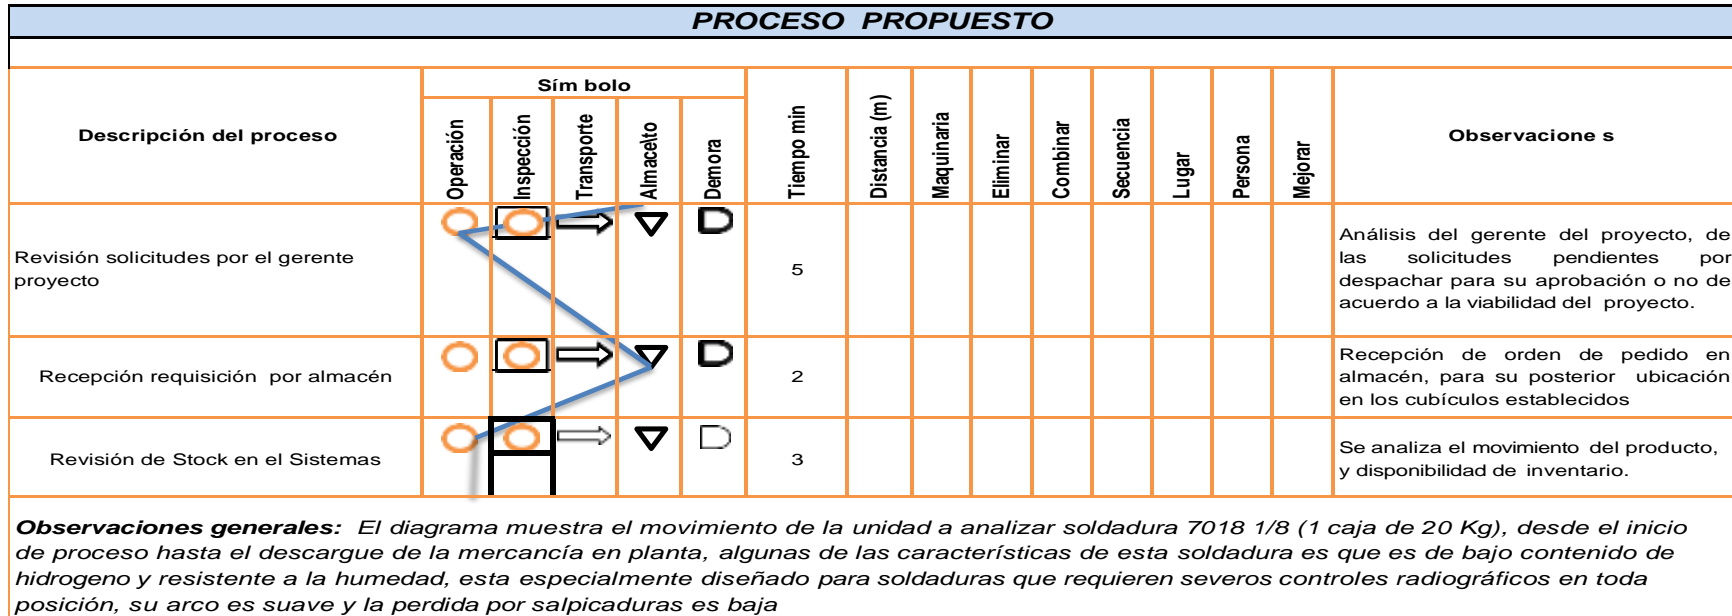 PROCESO PROPUESTO
Descripción del proceso
Sím bolo
Operación
Inspección
Transporte
Almacelto
Demora
Tiempo min
Distancia (m)
Maquinaria
Eliminar
Combinar
Secuencia
Lugar
Persona
Mejorar
Observacione s
Revisión solicitudes por el gerente
proyecto
5
Análisis del gerente del proyecto, de
las solicitudes pendientes por
despachar para su aprobación o no de
acuerdo a la viabilidad del proyecto.
Recepción requisición por almacén
2
Recepción de orden de pedido en
almacén, para su posterior ubicación
en los cubículos establecidos
Revisión de Stock en el Sistemas
3
Se analiza el movimiento del producto,
y disponibilidad de inventario.
Observaciones generales: El diagrama muestra el movimiento de la unidad a analizar soldadura 7018 1/8 (1 caja de 20 Kg), desde el inicio
de proceso hasta el descargue de la mercancía en planta, algunas de las características de esta soldadura es que es de bajo contenido de
hidrogeno y resistente a la humedad, esta especialmente diseñado para soldaduras que requieren severos controles radiográficos en toda
posición, su arco es suave y la perdida por salpicaduras es baja